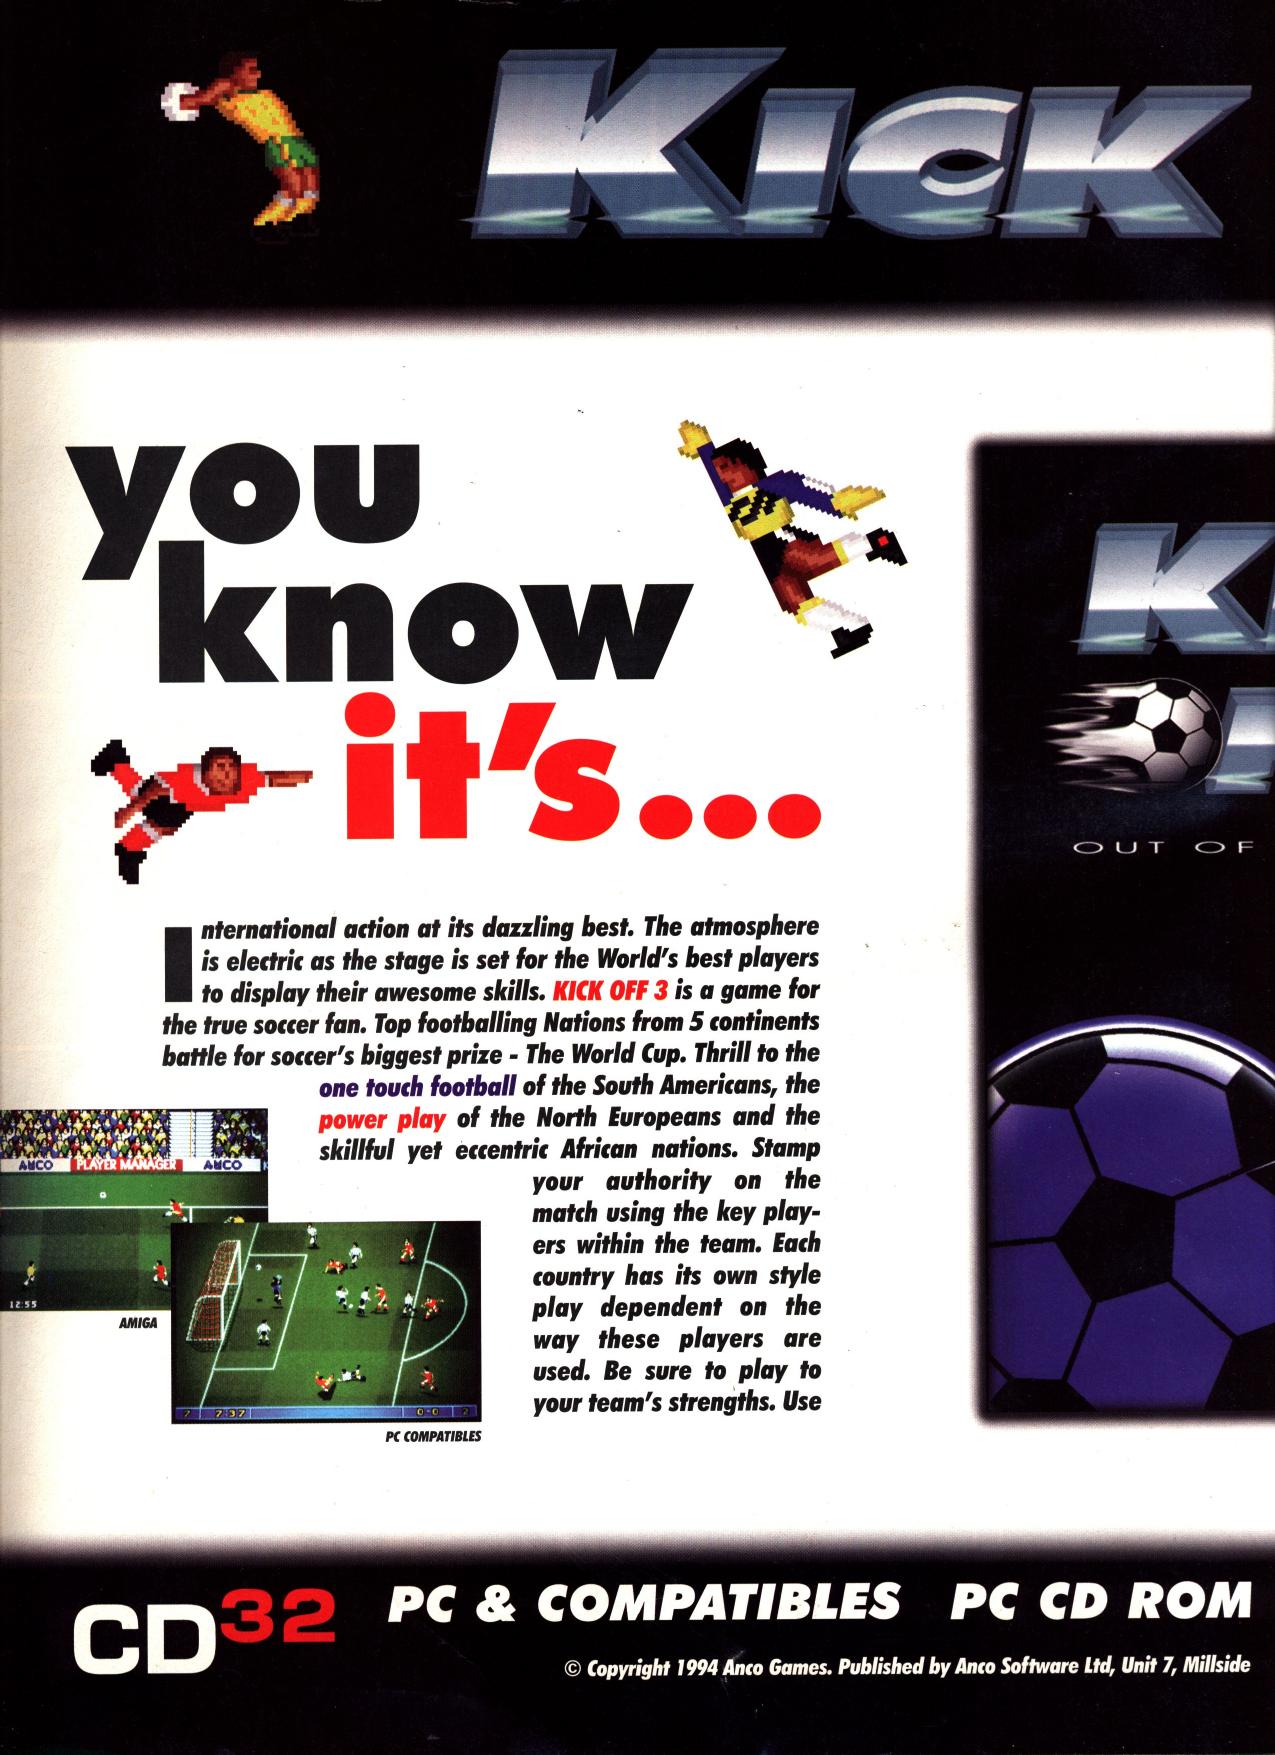 KICK
you
know
it's...
International action at its dazzling best. The atmosphere
is electric as the stage is set for the World's best players
to display their awesome skills. KICK OFF 3 is a game for
the true soccer fan. Top footballing Nations from 5 continents
battle for soccer's biggest prize - The World Cup. Thrill to the
one touch football of the South Americans, the
power play of the North Europeans and the
skillful yet eccentric African nations. Stamp
your authority on the
match using the key play-
ers within the team. Each
country has its own style
play dependent on the
way these players are
used. Be sure to play to
your team's strengths. Use
ANCO PLAYER MANAGER ANCO
12:55
AMIGA
7 7:37 0-0 2
PC COMPATIBLES
OUT OF
CD32
PC & COMPATIBLES PC CD ROM
© Copyright 1994 Anco Games. Published by Anco Software Ltd, Unit 7, Millside